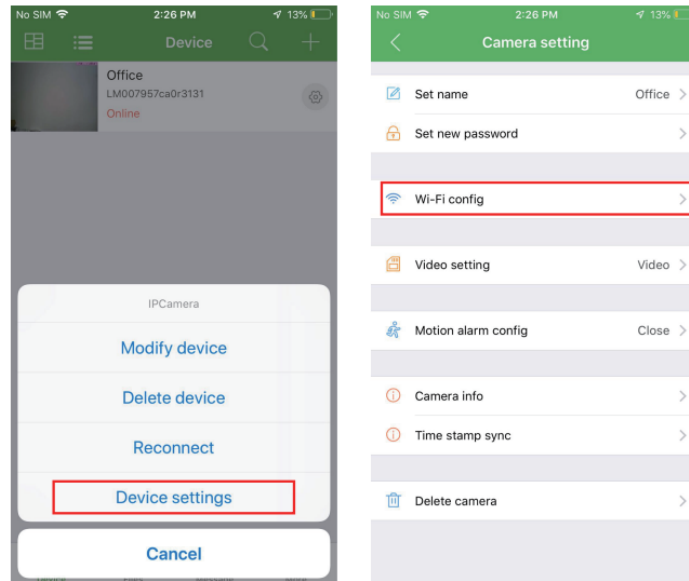 No SIM 2:26 PM 13%
Device
Office
LM007957ca0r3131
Online
IPCamera
Modify device
Delete device
Reconnect
Device settings
Cancel
No SIM 2:26 PM 13%
Camera setting
Set name Office
Set new password
Wi-Fi config
Video setting Video
Motion alarm config Close
Camera info
Time stamp sync
Delete camera